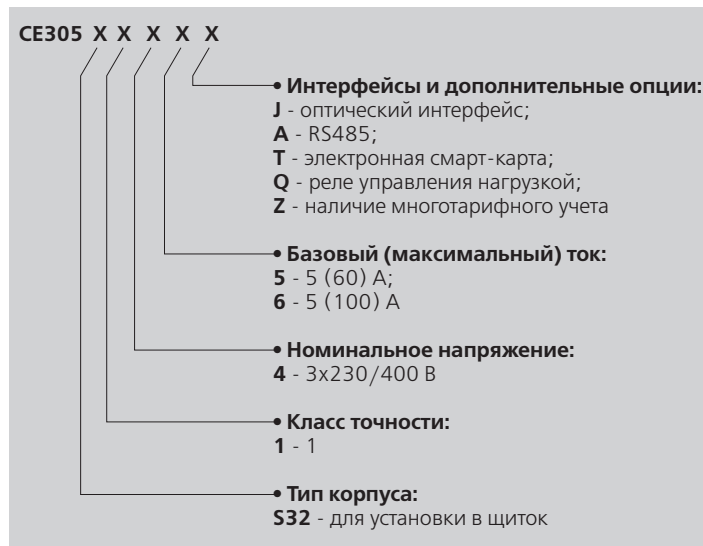 CE305 X X X X X
• Интерфейсы и дополнительные опции:
J - оптический интерфейс;
A - RS485;
T - электронная смарт-карта;
Q - реле управления нагрузкой;
Z - наличие многотарифного учета
• Базовый (максимальный) ток:
5 - 5 (60) А;
6 - 5 (100) А
• Номинальное напряжение:
4 - 3x230/400 В
• Класс точности:
1 - 1
• Тип корпуса:
S32 - для установки в щиток